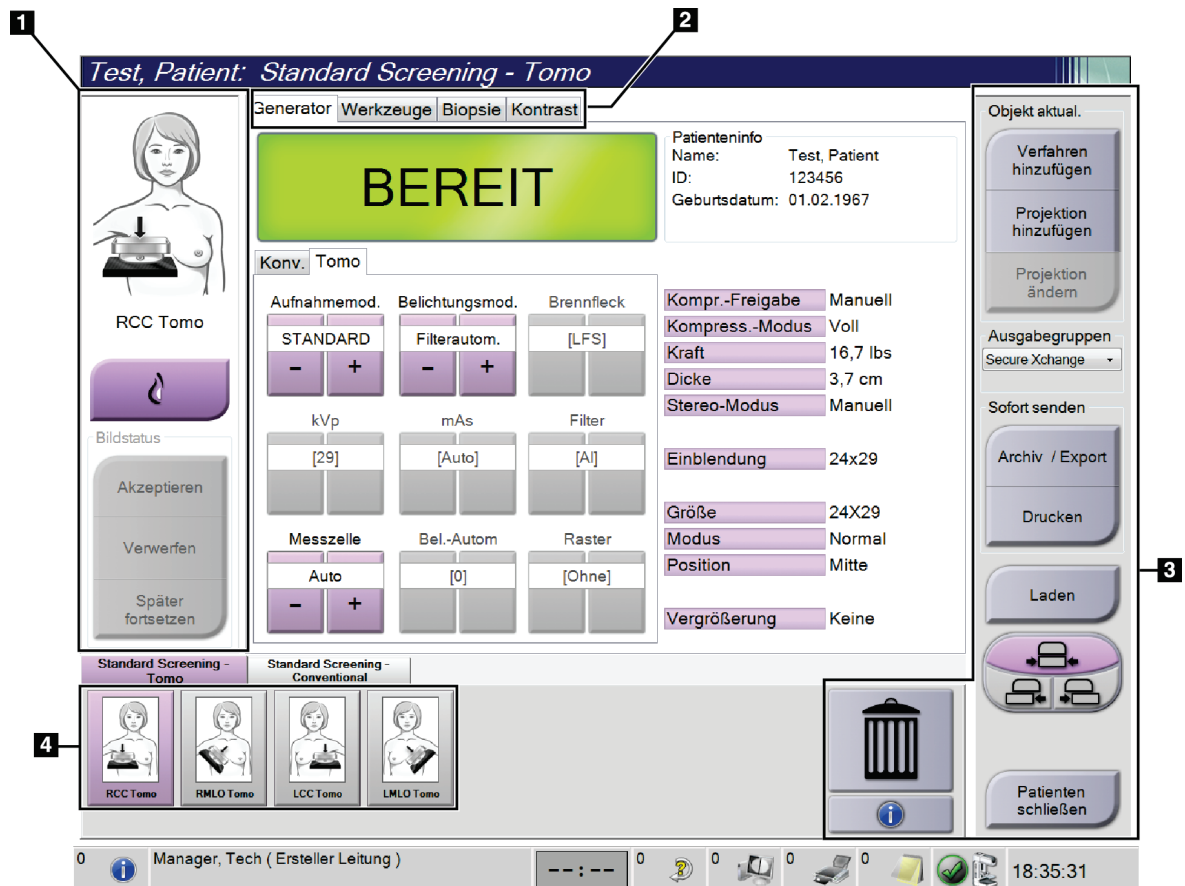 1
2
Test, Patient: Standard Screening - Tomo
Generator Werkzeuge Biopsie Kontrast
BEREIT
Patienteninfo
Name: Test, Patient
ID: 123456
Geburtsdatum: 01.02.1967
RCC Tomo
Bildstatus
Akzeptieren
Verwerfen
Später
fortsetzen
Konv. Tomo
Aufnahmemod. Belichtungsmod. Brennfleck
STANDARD Filterautom. [LFS]
- + - +
kVp mAs Filter
[29] [Auto] [Al]
Messzelle Bel.-Autom Raster
Auto [0] [Ohne]
- +
Kompr.-Freigabe Manuell
Kompress.-Modus Voll
Kraft 16,7 lbs
Dicke 3,7 cm
Stereo-Modus Manuell
Einblendung 24x29
Größe 24X29
Modus Normal
Position Mitte
Vergrößerung Keine
Objekt aktual.
Verfahren
hinzufügen
Projektion
hinzufügen
Projektion
ändern
Ausgabegruppen
Secure Xchange
Sofort senden
Archiv / Export
Drucken
3
Laden
Patienten
schließen
Standard Screening -
Tomo
Standard Screening -
Conventional
4
RCC Tomo RMLO Tomo LCC Tomo LMLO Tomo
i
0 i Manager, Tech ( Ersteller Leitung ) --:-- 0 ? 0 0 0 18:35:31